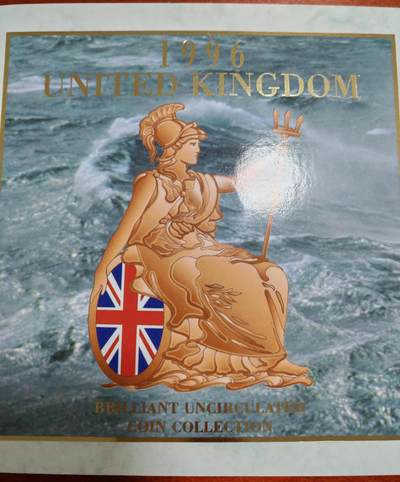 1996
UNITED KINGDOM
BRILLIANT UNCIRCULATED
COIN COLLECTION